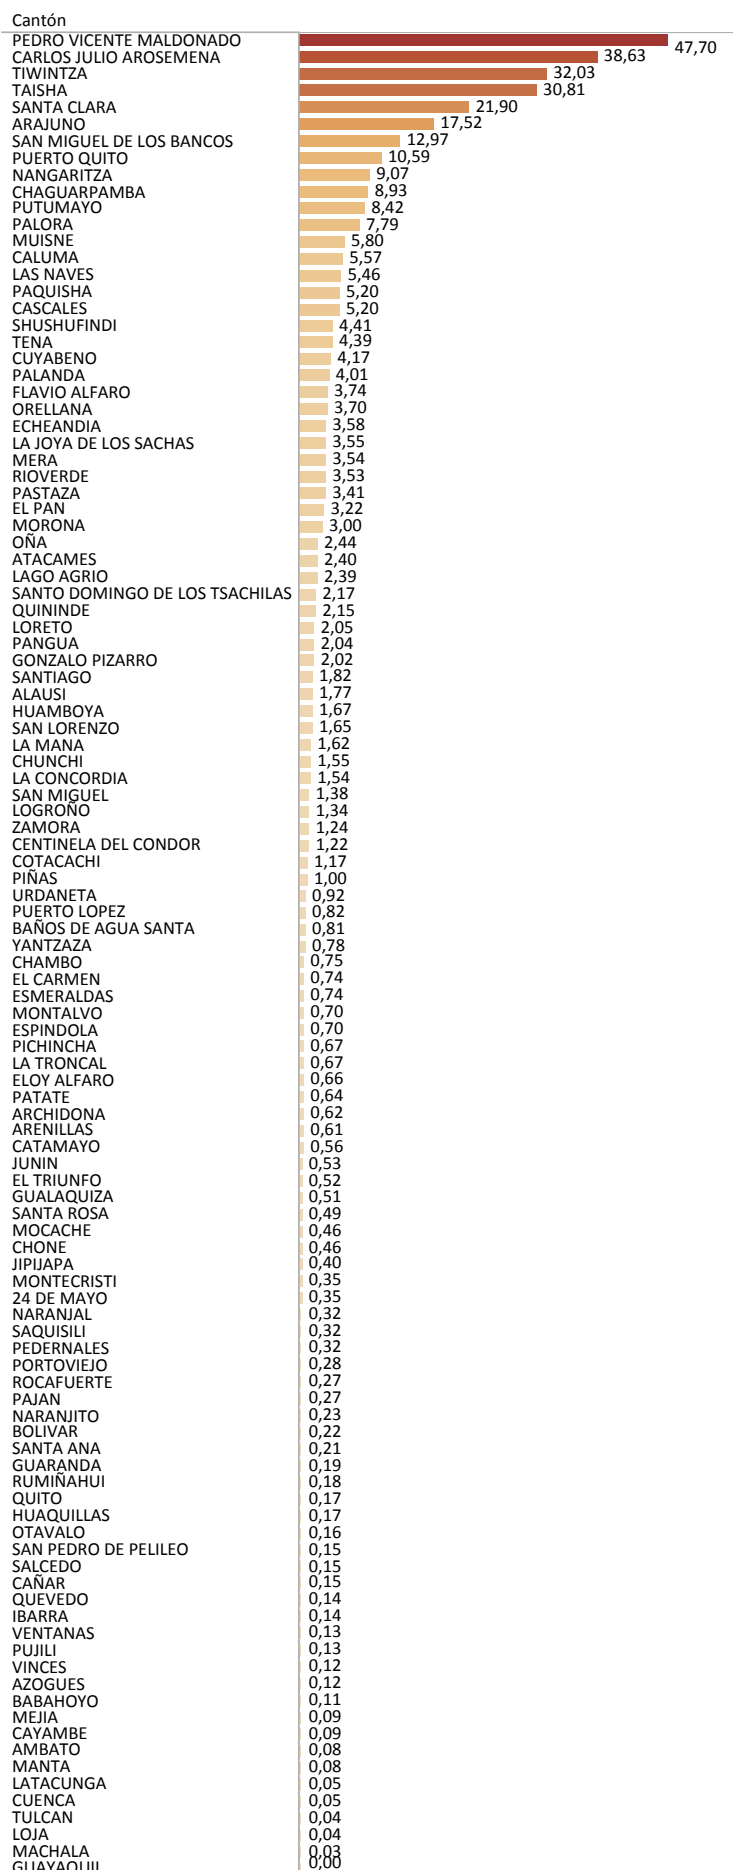 Cantón
PEDRO VICENTE MALDONADO 47,70
CARLOS JULIO AROSEMENA 38,63
TIWINTZA 32,03
TAISHA 30,81
SANTA CLARA 21,90
ARAJUNO 17,52
SAN MIGUEL DE LOS BANCOS 12,97
PUERTO QUITO 10,59
NANGARITZA 9,07
CHAGUARPAMBA 8,93
PUTUMAYO 8,42
PALORA 7,79
MUISNE 5,80
CALUMA 5,57
LAS NAVES 5,46
PAQUISHA 5,20
CASCALES 5,20
SHUSHUFINDI 4,41
TENA 4,39
CUYABENO 4,17
PALANDA 4,01
FLAVIO ALFARO 3,74
ORELLANA 3,70
ECHEANDIA 3,58
LA JOYA DE LOS SACHAS 3,55
MERA 3,54
RIOVERDE 3,53
PASTAZA 3,41
EL PAN 3,22
MORONA 3,00
OÑA 2,44
ATACAMES 2,40
LAGO AGRIO 2,39
SANTO DOMINGO DE LOS TSACHILAS 2,17
QUININDE 2,15
LORETO 2,05
PANGUA 2,04
GONZALO PIZARRO 2,02
SANTIAGO 1,82
ALAUSI 1,77
HUAMBOYA 1,67
SAN LORENZO 1,65
LA MANA 1,62
CHUNCHI 1,55
LA CONCORDIA 1,54
SAN MIGUEL 1,38
LOGROÑO 1,34
ZAMORA 1,24
CENTINELA DEL CONDOR 1,22
COTACACHI 1,17
PIÑAS 1,00
URDANETA 0,92
PUERTO LOPEZ 0,82
BAÑOS DE AGUA SANTA 0,81
YANTZAZA 0,78
CHAMBO 0,75
EL CARMEN 0,74
ESMERALDAS 0,74
MONTALVO 0,70
ESPINDOLA 0,70
PICHINCHA 0,67
LA TRONCAL 0,67
ELOY ALFARO 0,66
PATATE 0,64
ARCHIDONA 0,62
ARENILLAS 0,61
CATAMAYO 0,56
JUNIN 0,53
EL TRIUNFO 0,52
GUALAQUIZA 0,51
SANTA ROSA 0,49
MOCACHE 0,46
CHONE 0,46
JIPIJAPA 0,40
MONTECRISTI 0,35
24 DE MAYO 0,35
NARANJAL 0,32
SAQUISILI 0,32
PEDERNALES 0,32
PORTOVIEJO 0,28
ROCAFUERTE 0,27
PAJAN 0,27
NARANJITO 0,23
BOLIVAR 0,22
SANTA ANA 0,21
GUARANDA 0,19
RUMIÑAHUI 0,18
QUITO 0,17
HUAQUILLAS 0,17
OTAVALO 0,16
SAN PEDRO DE PELILEO 0,15
SALCEDO 0,15
CAÑAR 0,15
QUEVEDO 0,14
IBARRA 0,14
VENTANAS 0,13
PUJILI 0,13
VINCES 0,12
AZOGUES 0,12
BABAHOYO 0,11
MEJIA 0,09
CAYAMBE 0,09
AMBATO 0,08
MANTA 0,08
LATACUNGA 0,05
CUENCA 0,05
TULCAN 0,04
LOJA 0,04
MACHALA 0,03
GUAYAQUIL 0,00